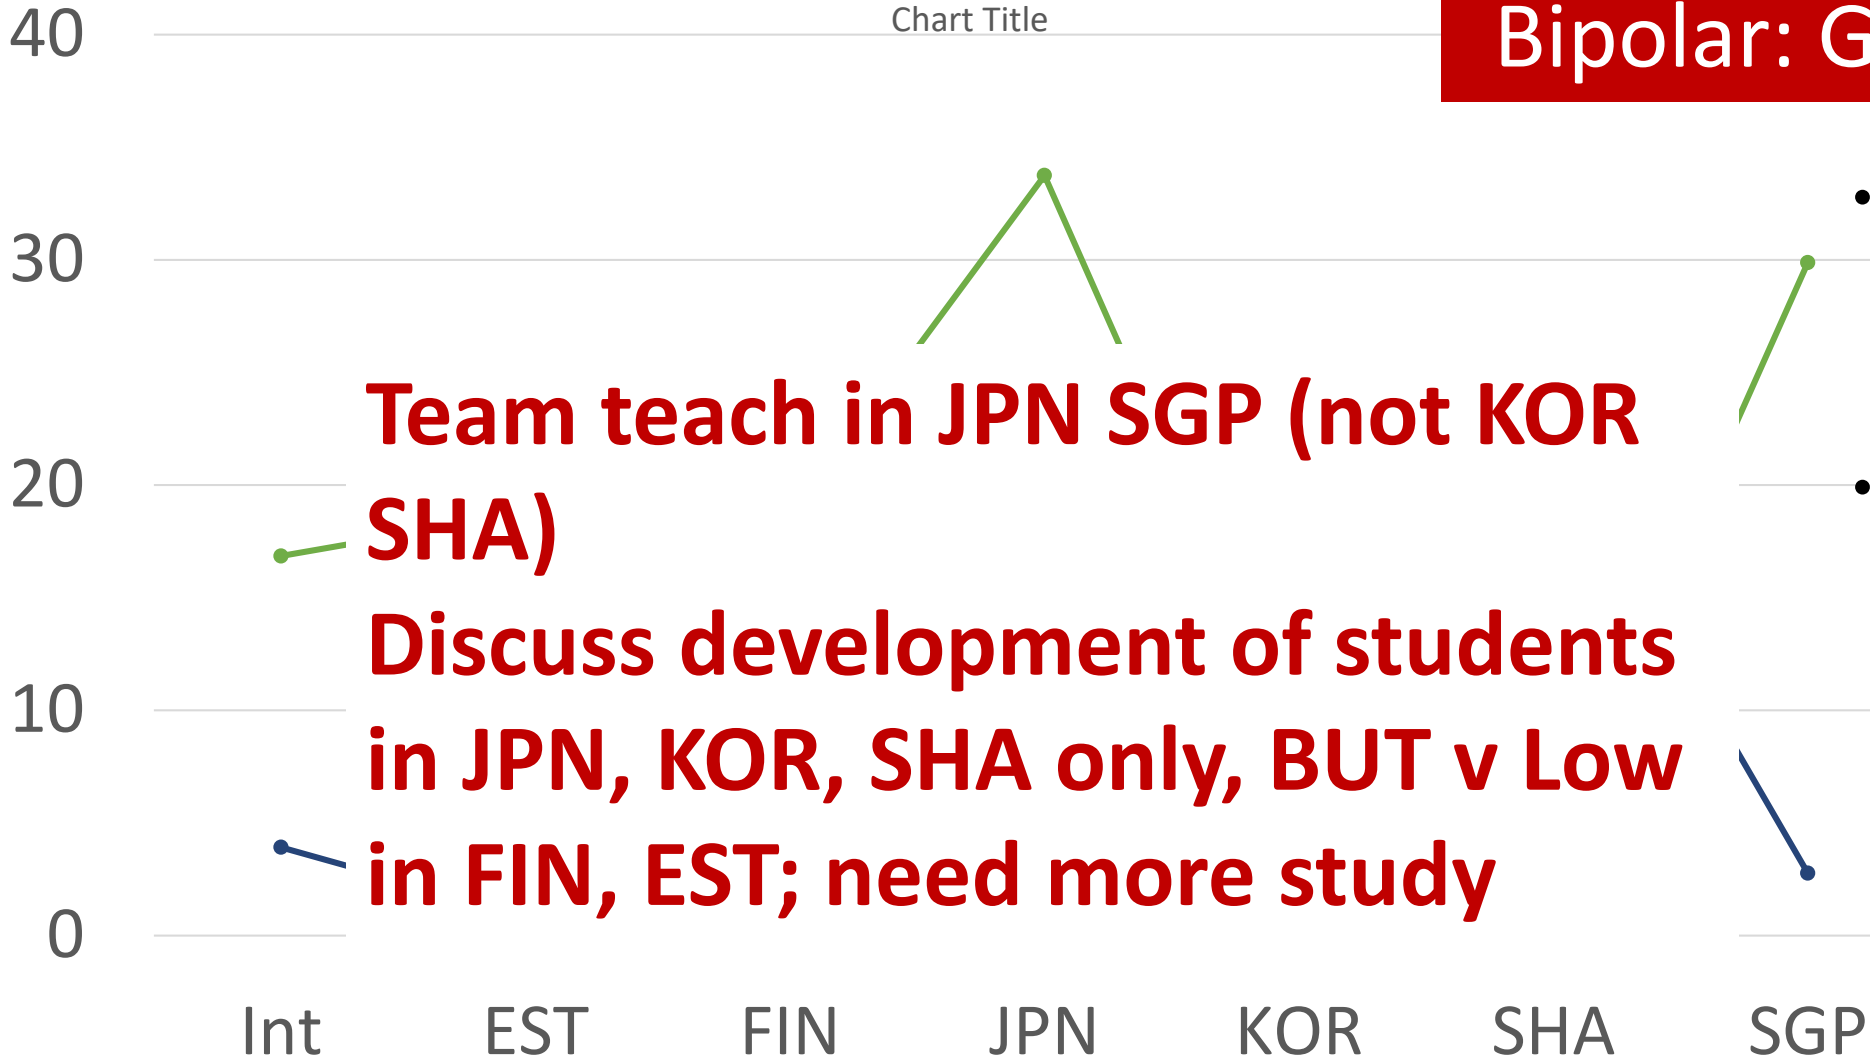 Chart Title
Bipolar: G
40
30
20
10
0
Team teach in JPN SGP (not KOR
SHA)
Discuss development of students
in JPN, KOR, SHA only, BUT v Low
in FIN, EST; need more study
Int EST FIN JPN KOR SHA SGP